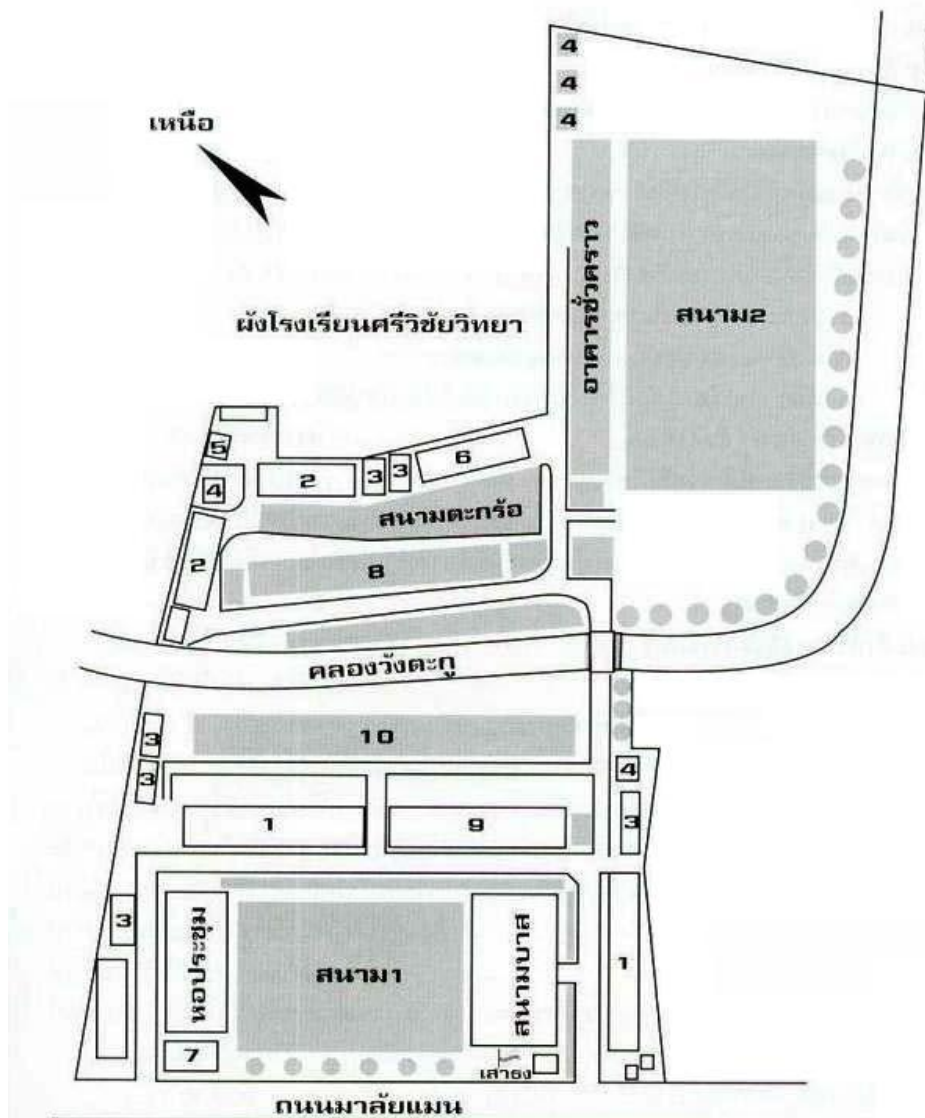 4
4
4
เหนือ
อาคารชั่วคราว
สนาม2
ผังโรงเรียนศรีวิชัยวิทยา
5
4
2
3
3
6
สนามตะกร้อ
2
8
คลองวังตะกู
3
10
3
4
1
9
3
3
หอประชุม
สนาม1
สนามบาส
1
7
เสาธง
ถนนมาลัยแมน